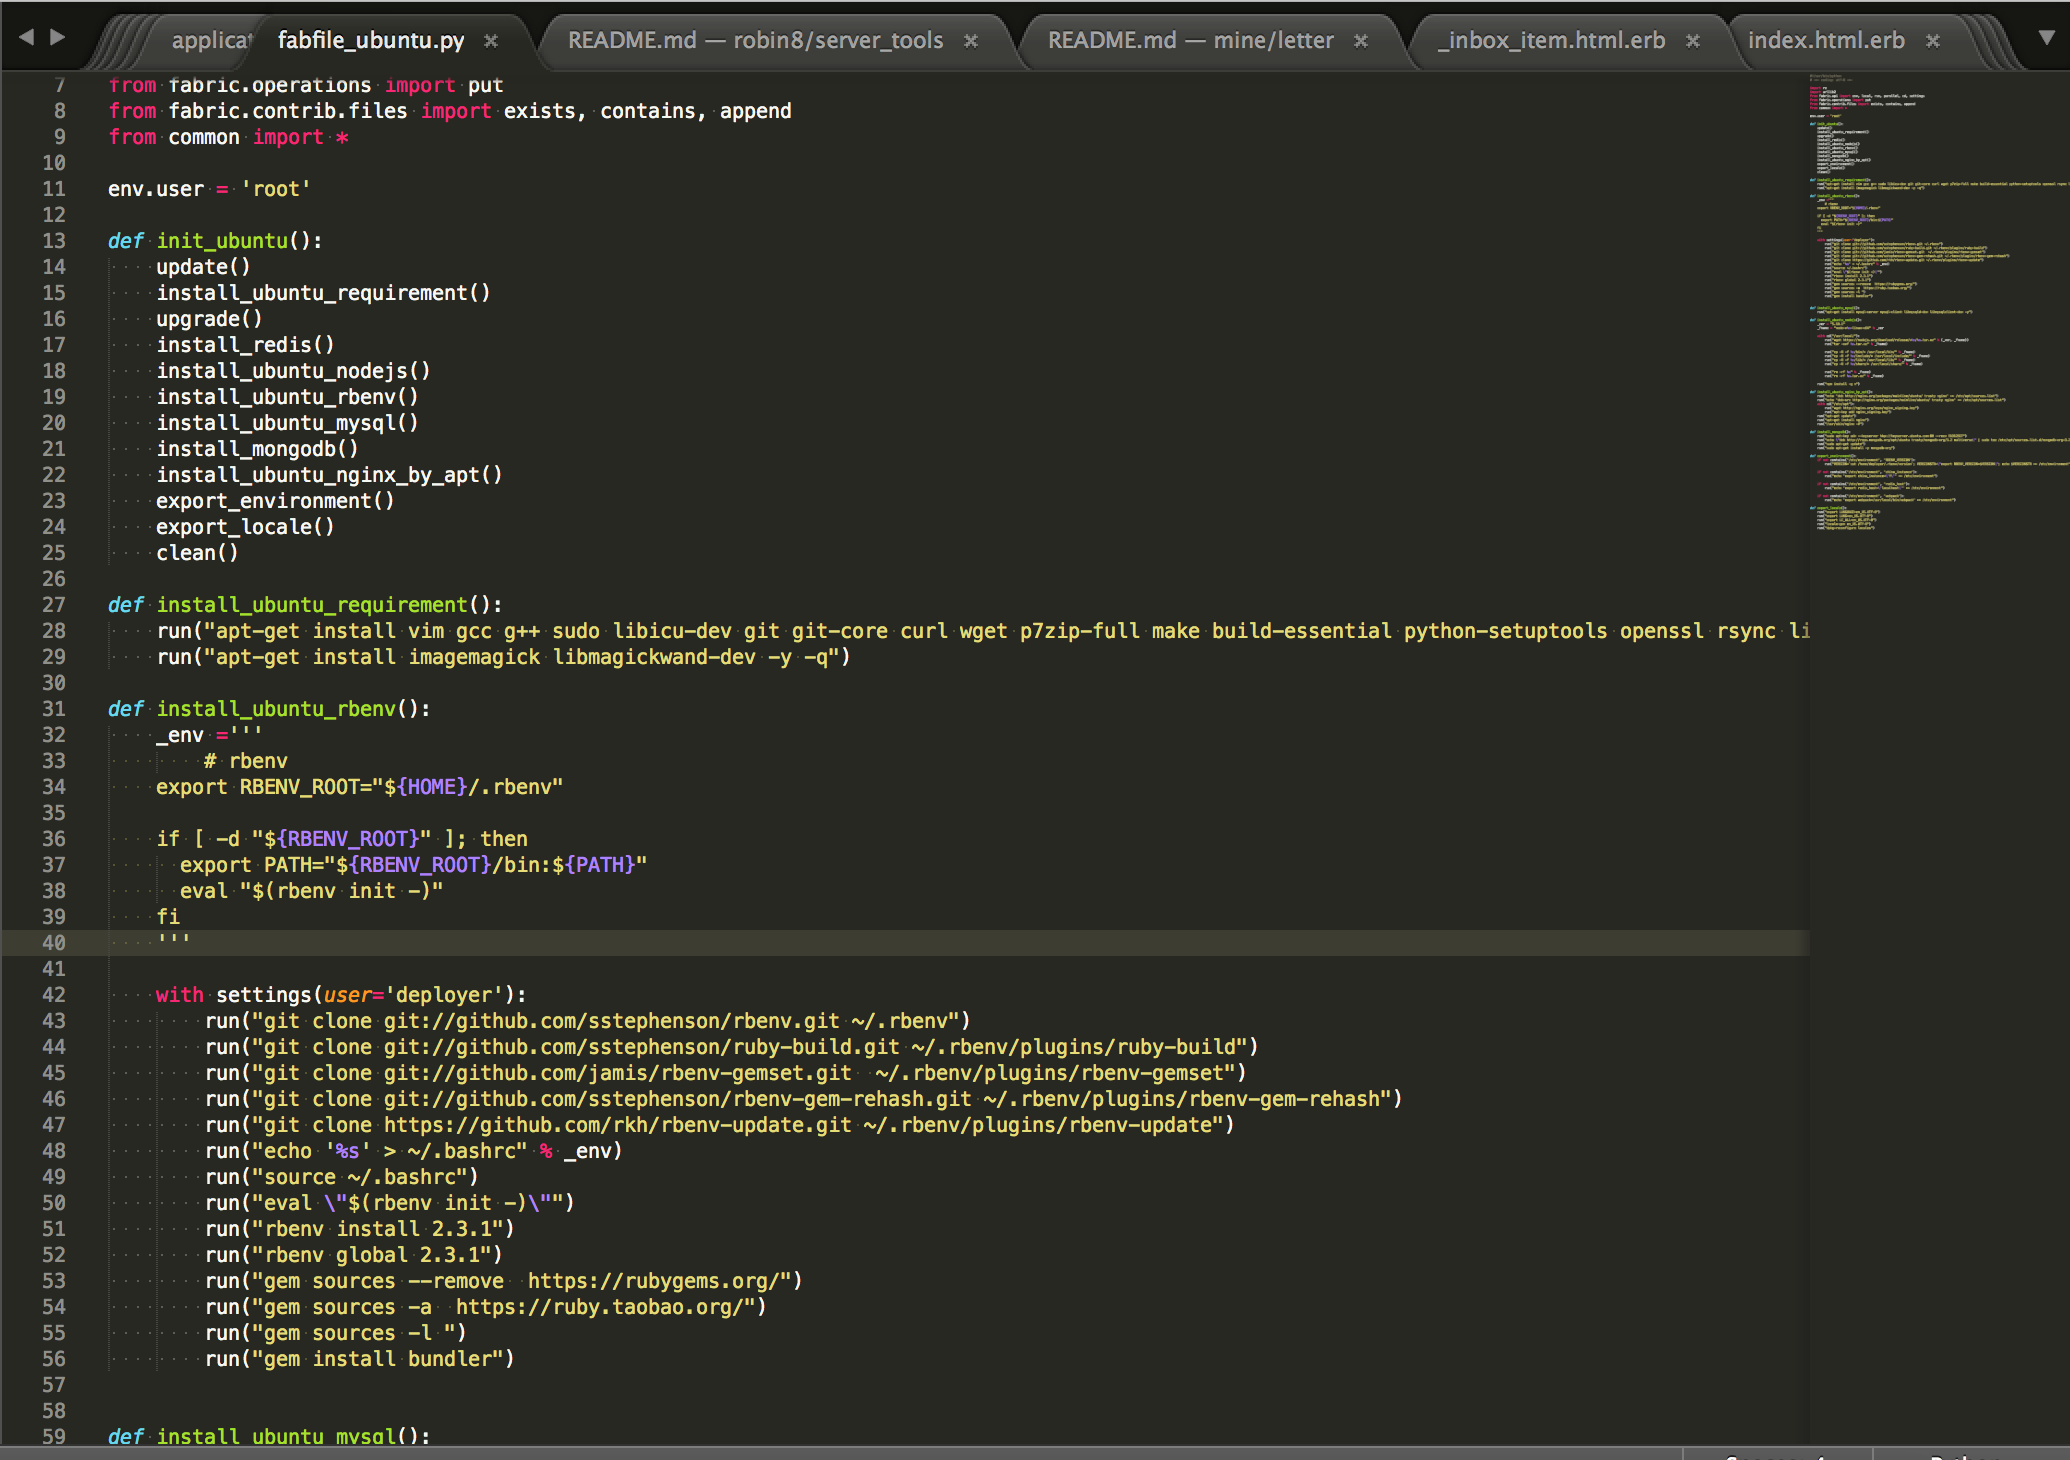 applicat fabfile_ubuntu.py × README.md — robin8/server_tools × README.md — mine/letter × _inbox_item.html.erb × index.html.erb ×
7 from fabric.operations import put
8 from fabric.contrib.files import exists, contains, append
9 from common import *
10
11 env.user = 'root'
12
13 def init_ubuntu():
14 update()
15 install_ubuntu_requirement()
16 upgrade()
17 install_redis()
18 install_ubuntu_nodejs()
19 install_ubuntu_rbenv()
20 install_ubuntu_mysql()
21 install_mongodb()
22 install_ubuntu_nginx_by_apt()
23 export_environment()
24 export_locale()
25 clean()
26
27 def install_ubuntu_requirement():
28 run("apt-get install vim gcc g++ sudo libicu-dev git git-core curl wget p7zip-full make build-essential python-setuptools openssl rsync li
29 run("apt-get install imagemagick libmagickwand-dev -y -q")
30
31 def install_ubuntu_rbenv():
32 _env ='''
33 # rbenv
34 export RBENV_ROOT="${HOME}/.rbenv"
35
36 if [ -d "${RBENV_ROOT}" ]; then
37 export PATH="${RBENV_ROOT}/bin:${PATH}"
38 eval "$(rbenv init -)"
39 fi
40 '''
41
42 with settings(user='deployer'):
43 run("git clone git://github.com/sstephenson/rbenv.git ~/.rbenv")
44 run("git clone git://github.com/sstephenson/ruby-build.git ~/.rbenv/plugins/ruby-build")
45 run("git clone git://github.com/jamis/rbenv-gemset.git  ~/.rbenv/plugins/rbenv-gemset")
46 run("git clone git://github.com/sstephenson/rbenv-gem-rehash.git ~/.rbenv/plugins/rbenv-gem-rehash")
47 run("git clone https://github.com/rkh/rbenv-update.git ~/.rbenv/plugins/rbenv-update")
48 run("echo '%s' > ~/.bashrc" % _env)
49 run("source ~/.bashrc")
50 run("eval \"$(rbenv init -)\"")
51 run("rbenv install 2.3.1")
52 run("rbenv global 2.3.1")
53 run("gem sources --remove  https://rubygems.org/")
54 run("gem sources -a  https://ruby.taobao.org/")
55 run("gem sources -l ")
56 run("gem install bundler")
57
58
59 def install_ubuntu_mysql():